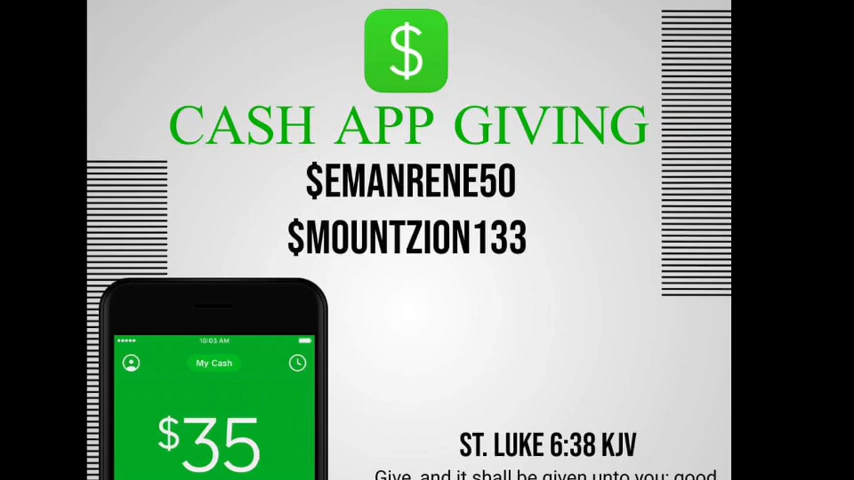 $
CASH APP GIVING
$EMANRENE50
$MOUNTZION133
10:03 AM
My Cash
$35
ST. LUKE 6:38 KJV
Give, and it shall be given unto you; good